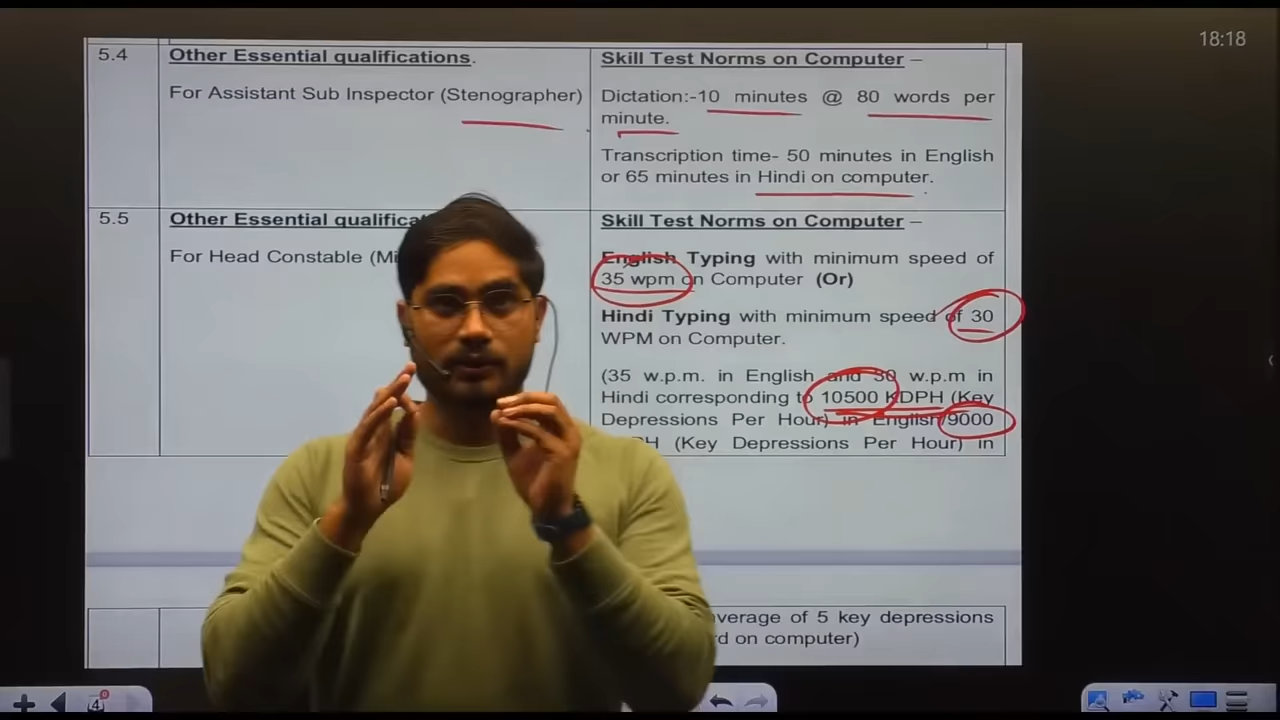 18:18
5.4
Other Essential qualifications.
For Assistant Sub Inspector (Stenographer)
Skill Test Norms on Computer –
Dictation:-10 minutes @ 80 words per
minute.
Transcription time- 50 minutes in English
or 65 minutes in Hindi on computer.
5.5
Other Essential
For Head Constable
Skill Test Norms on Computer –
English Typing with minimum speed of
35 wpm on Computer (Or)
Hindi Typing with minimum speed of 30
WPM on Computer.
(35 w.p.m. in English and 30 w.p.m in
Hindi corresponding to 10500 KDPH (Key
Depressions Per Hour) in English/9000
(Key Depressions Per Hour) in
of 5 key depressions
on computer)
4
0